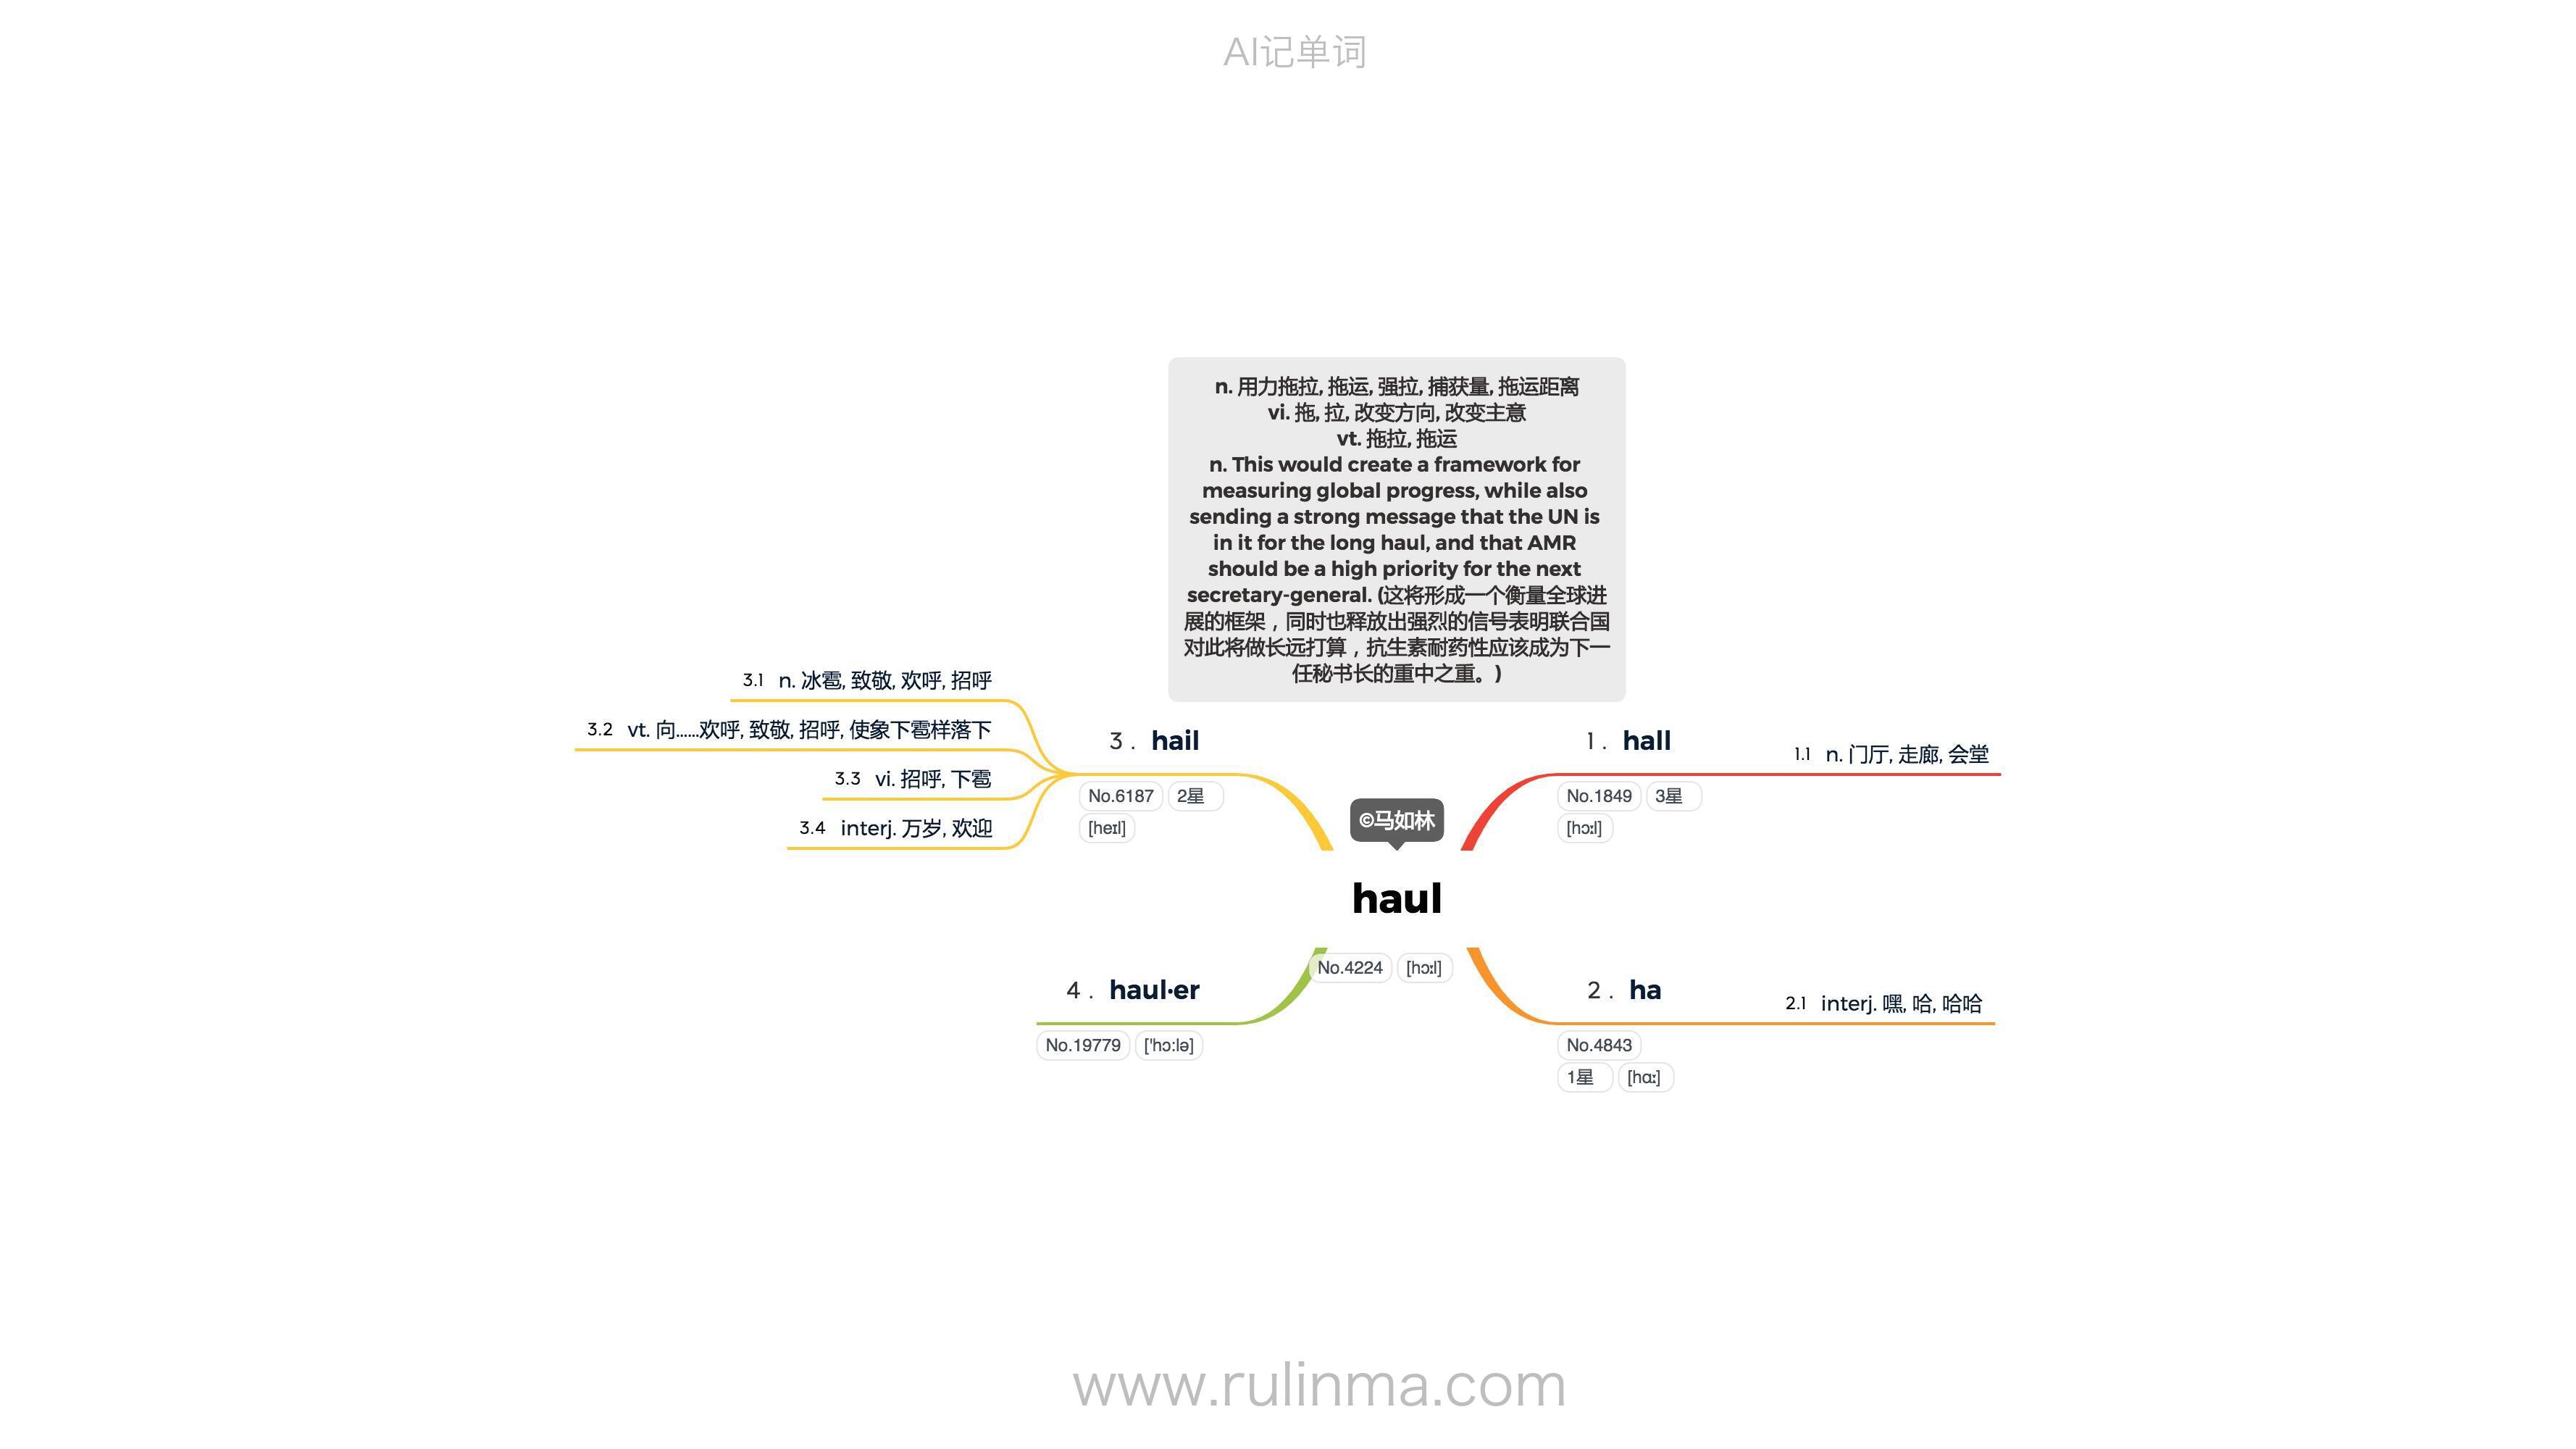 AI记单词
n. 用力拖拉, 拖运, 强拉, 捕获量, 拖运距离
vi. 拖, 拉, 改变方向, 改变主意
vt. 拖拉, 拖运
n. This would create a framework for
measuring global progress, while also
sending a strong message that the UN is
in it for the long haul, and that AMR
should be a high priority for the next
secretary-general. (这将形成一个衡量全球进
展的框架，同时也释放出强烈的信号表明联合国
对此将做长远打算，抗生素耐药性应该成为下一
任秘书长的重中之重。)
©马如林
haul
No.4224 [hɔːl]
1. hall
No.1849 3星
[hɔːl]
1.1 n. 门厅, 走廊, 会堂
2. ha
No.4843
1星 [hɑː]
2.1 interj. 嘿, 哈, 哈哈
3. hail
No.6187 2星
[heɪl]
3.1 n. 冰雹, 致敬, 欢呼, 招呼
3.2 vt. 向……欢呼, 致敬, 招呼, 使象下雹样落下
3.3 vi. 招呼, 下雹
3.4 interj. 万岁, 欢迎
4. haul·er
No.19779 ['hɔ:lə]
www.rulinma.com